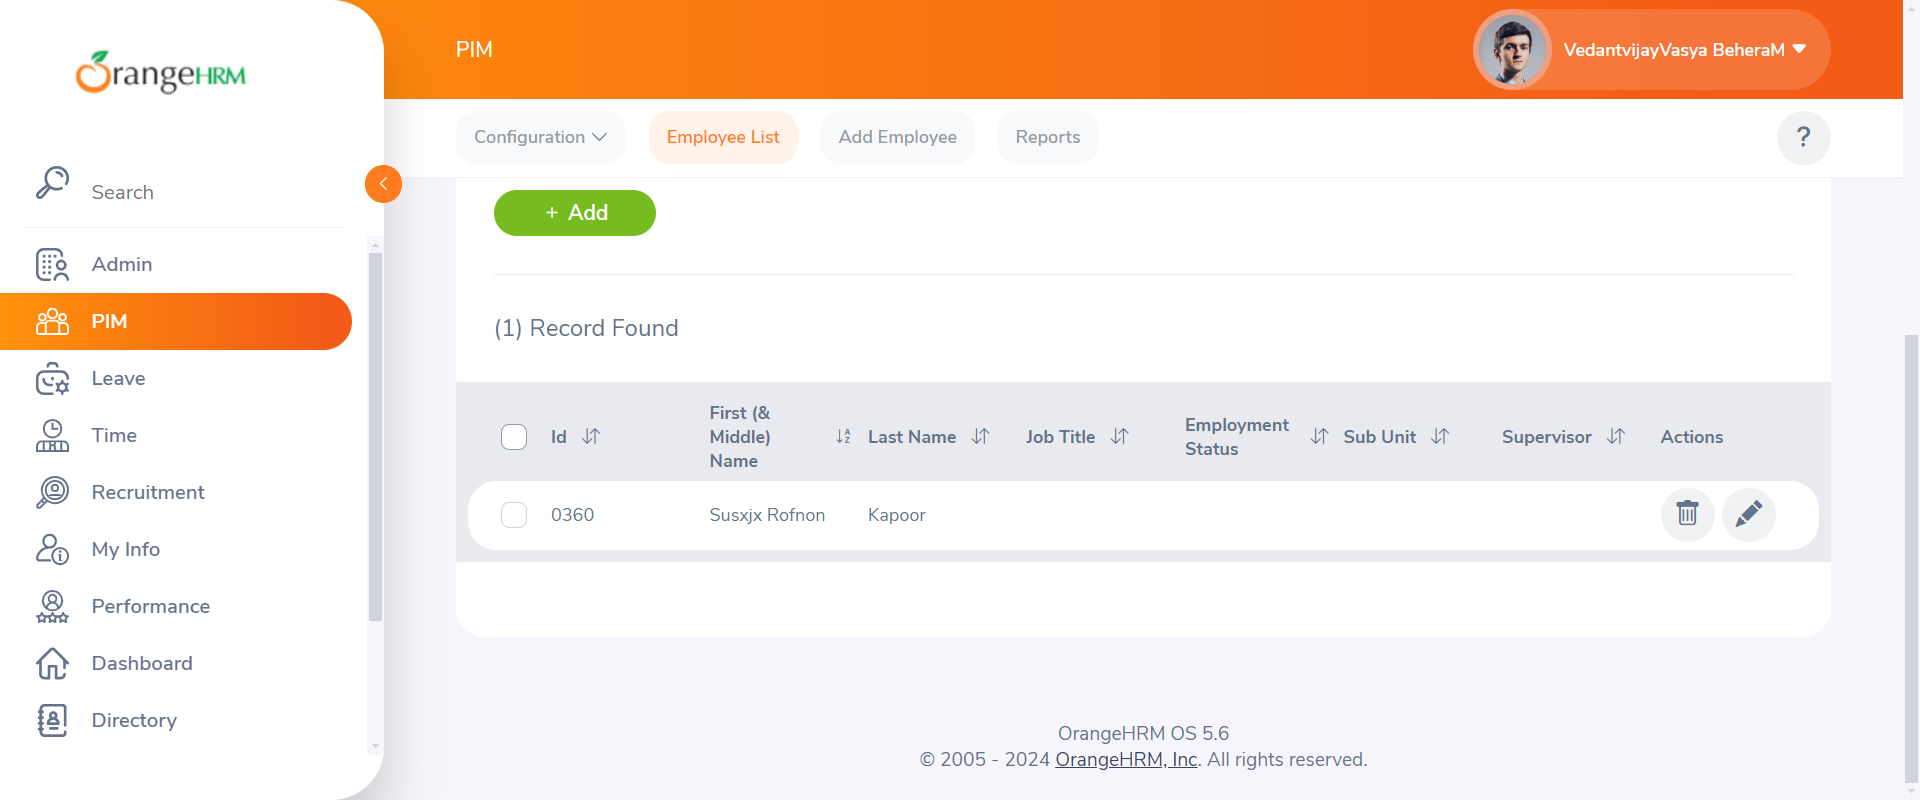 OrangeHRM
PIM
VedantvijayVasya BeheraM
Configuration
Employee List
Add Employee
Reports
?
Search
Admin
PIM
Leave
Time
Recruitment
My Info
Performance
Dashboard
Directory
+ Add
(1) Record Found
Id
First (&
Middle)
Name
Last Name
Job Title
Employment
Status
Sub Unit
Supervisor
Actions
0360
Susxjx Rofnon
Kapoor
OrangeHRM OS 5.6
© 2005 - 2024 OrangeHRM, Inc. All rights reserved.